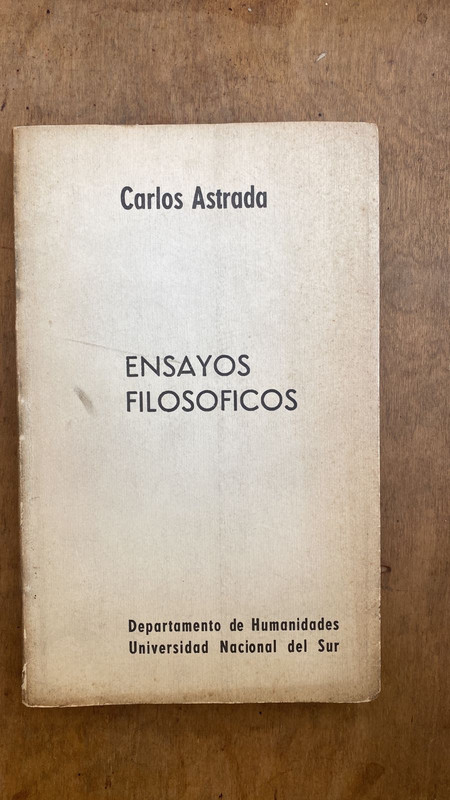 Carlos Astrada
ENSAYOS
FILOSOFICOS
Departamento de Humanidades
Universidad Nacional del Sur